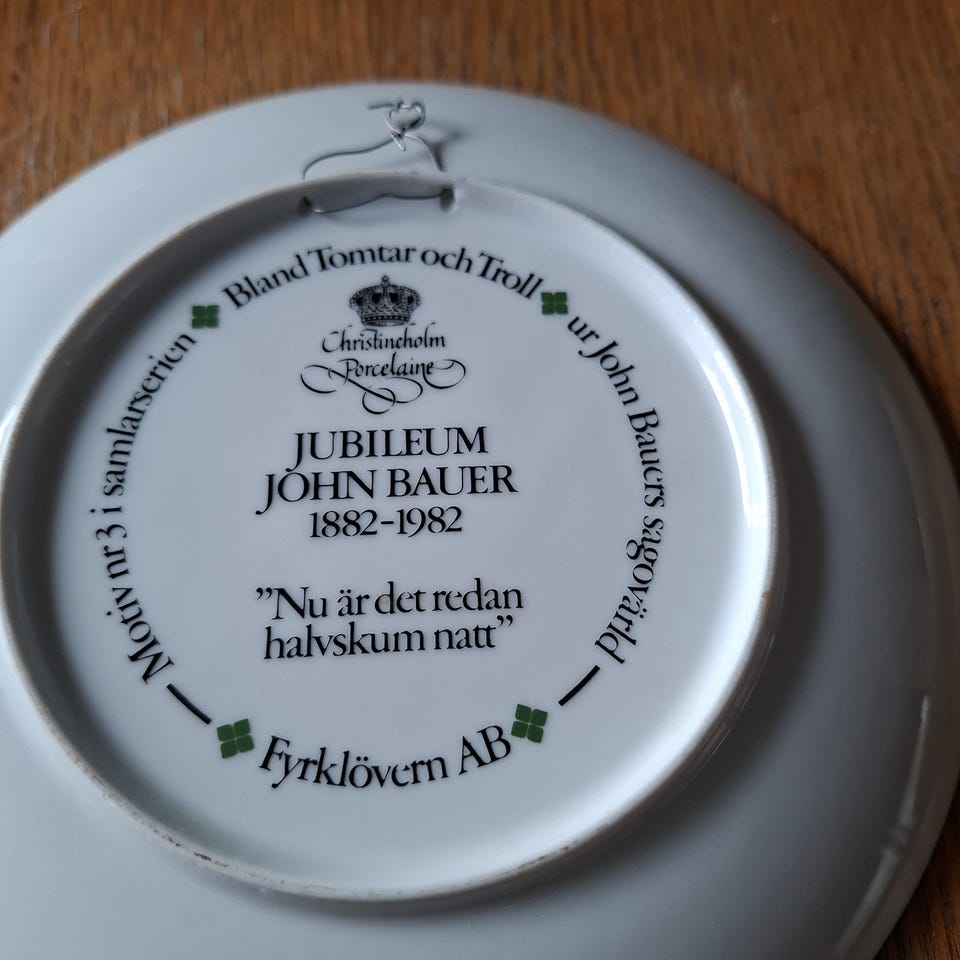 Bland Tomtar och Troll
ur John Bauers sagovärld
Motiv nr 3 i samlarserien
Christineholm
Porcelaine
JUBILEUM
JOHN BAUER
1882-1982
”Nu är det redan
halvskum natt”
Fyrklövern AB